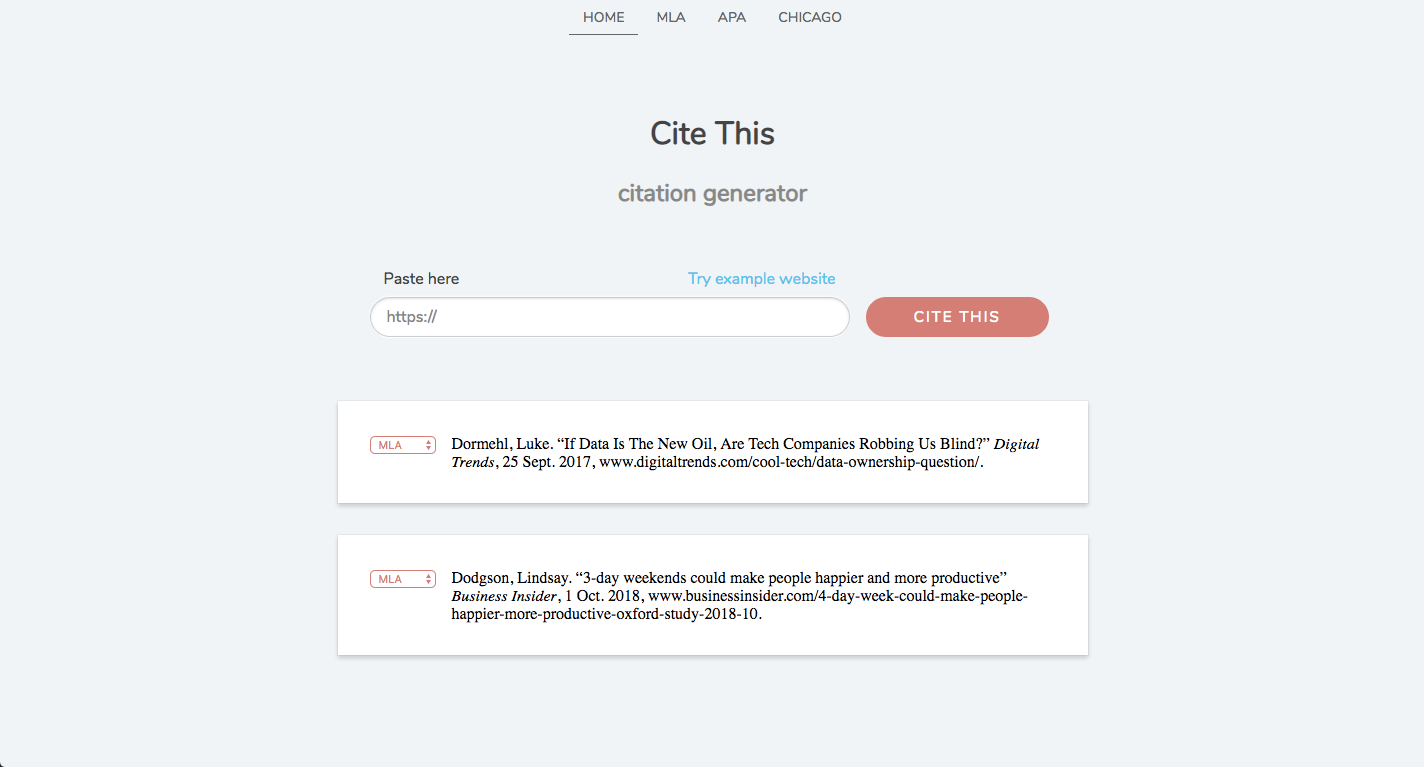 HOME MLA APA CHICAGO
Cite This
citation generator
Paste here Try example website
https:// CITE THIS
MLA Dormehl, Luke. “If Data Is The New Oil, Are Tech Companies Robbing Us Blind?” Digital
Trends, 25 Sept. 2017, www.digitaltrends.com/cool-tech/data-ownership-question/.
MLA Dodgson, Lindsay. “3-day weekends could make people happier and more productive”
Business Insider, 1 Oct. 2018, www.businessinsider.com/4-day-week-could-make-people-
happier-more-productive-oxford-study-2018-10.